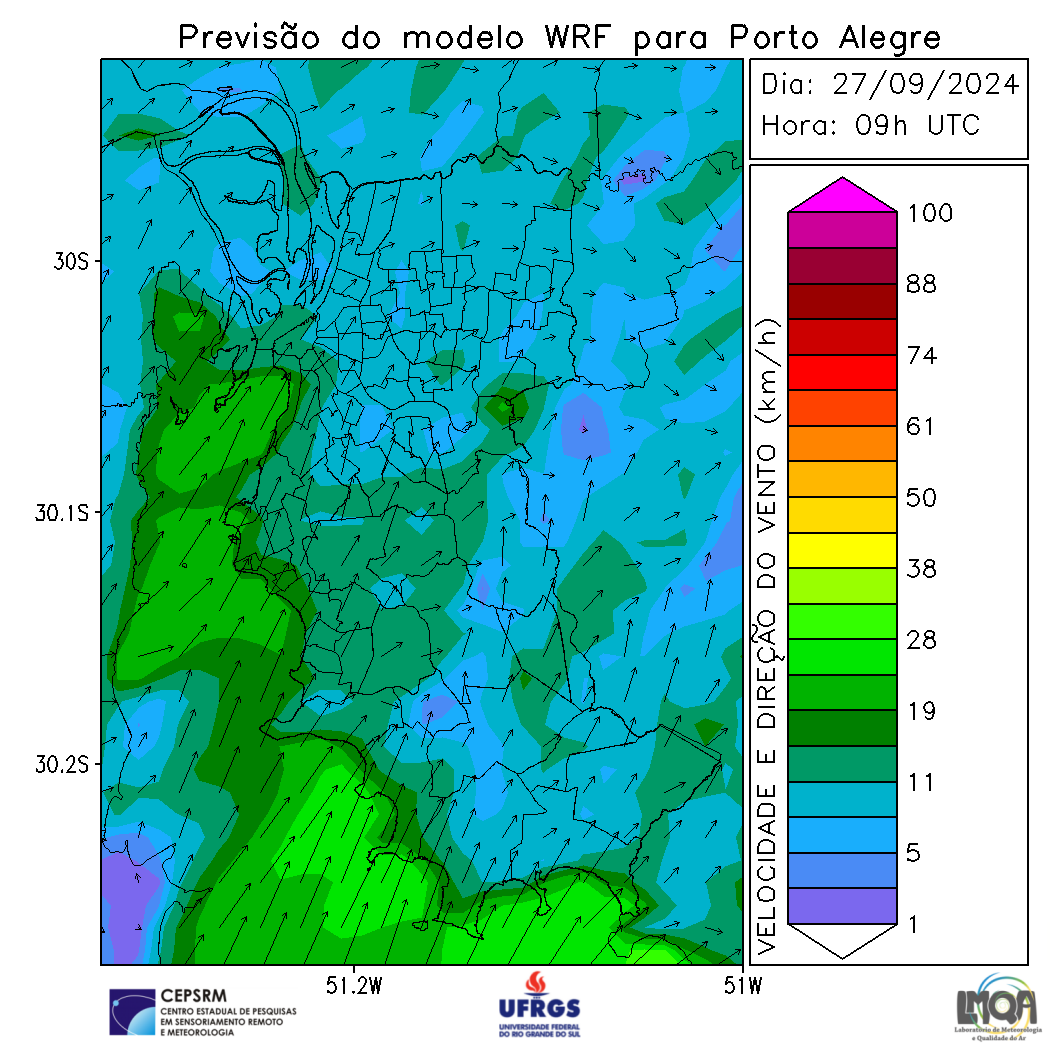 Previsão do modelo WRF para Porto Alegre
Dia: 27/09/2024
Hora: 09h UTC
30S
30.1S
30.2S
51.2W
51W
VELOCIDADE E DIREÇÃO DO VENTO (km/h)
100
88
74
61
50
38
28
19
11
5
1
CEPSRM
CENTRO ESTADUAL DE PESQUISAS
EM SENSORIAMENTO REMOTO
E METEOROLOGIA
UFRGS
UNIVERSIDADE FEDERAL
DO RIO GRANDE DO SUL
LMQA
Laboratório de Meteorologia
e Qualidade do Ar